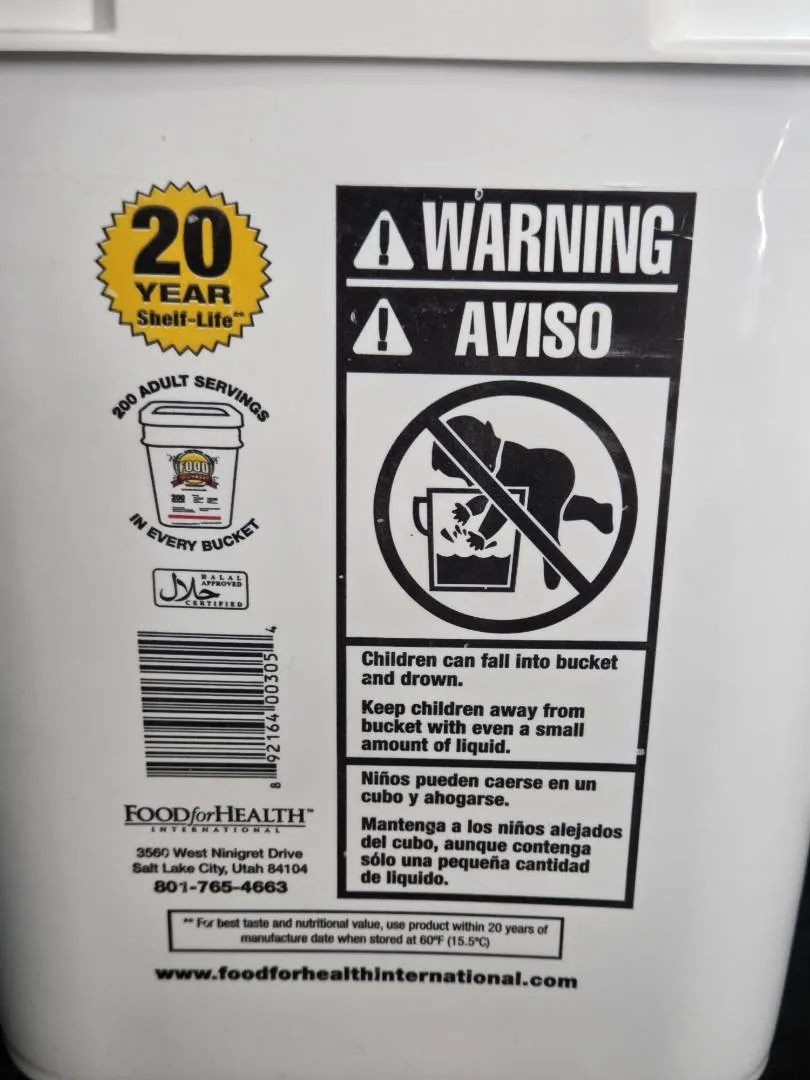 20
YEAR
Shelf-Life**
200 ADULT SERVINGS
FOOD
200
IN EVERY BUCKET
حلال
HALAL
APPROVED
CERTIFIED
8 92164 00305 4
FOODforHEALTH™
INTERNATIONAL
3560 West Ninigret Drive
Salt Lake City, Utah 84104
801-765-4663
WARNING
AVISO
Children can fall into bucket
and drown.
Keep children away from
bucket with even a small
amount of liquid.
Niños pueden caerse en un
cubo y ahogarse.
Mantenga a los niños alejados
del cubo, aunque contenga
sólo una pequeña cantidad
de liquido.
** For best taste and nutritional value, use product within 20 years of
manufacture date when stored at 60°F (15.5°C)
www.foodforhealthinternational.com